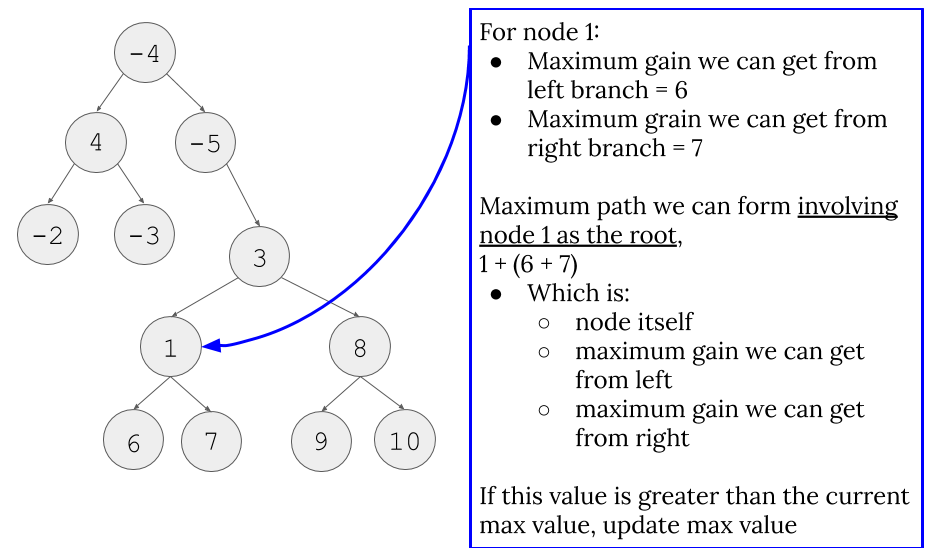 -4
4
-5
-2
-3
3
1
8
6
7
9
10
For node 1:
● Maximum gain we can get from
left branch = 6
● Maximum grain we can get from
right branch = 7
Maximum path we can form involving
node 1 as the root,
1 + (6 + 7)
● Which is:
○ node itself
○ maximum gain we can get
from left
○ maximum gain we can get
from right
If this value is greater than the current
max value, update max value